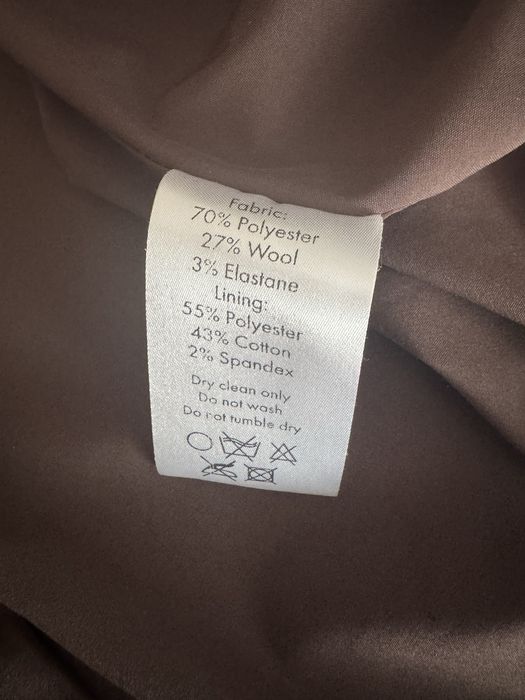 Fabric:
70% Polyester
27% Wool
3% Elastane
Lining:
55% Polyester
43% Cotton
2% Spandex
Dry clean only
Do not wash
Do not tumble dry